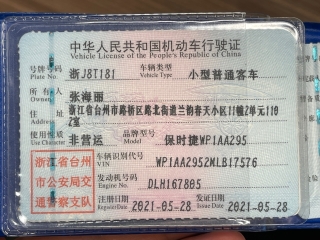 中华人民共和国机动车行驶证
Vehicle License of the People's Republic of China
号牌号码 浙J8T181 车辆类型 小型普通客车
Plate No. Vehicle Type
所有人 张海丽
Owner
住址 浙江省台州市路桥区路北街道兰韵春天小区11幢2单元1102室
Address
使用性质 非营运 品牌型号 保时捷WP1AA295
Use Character Model
浙江省台州市公安局交通警察支队
车辆识别代号 WP1AA2952MLB17576
VIN
发动机号码 DLH167805
Engine No.
注册日期 2021-05-28 发证日期 2021-05-28
Register Date Issue Date